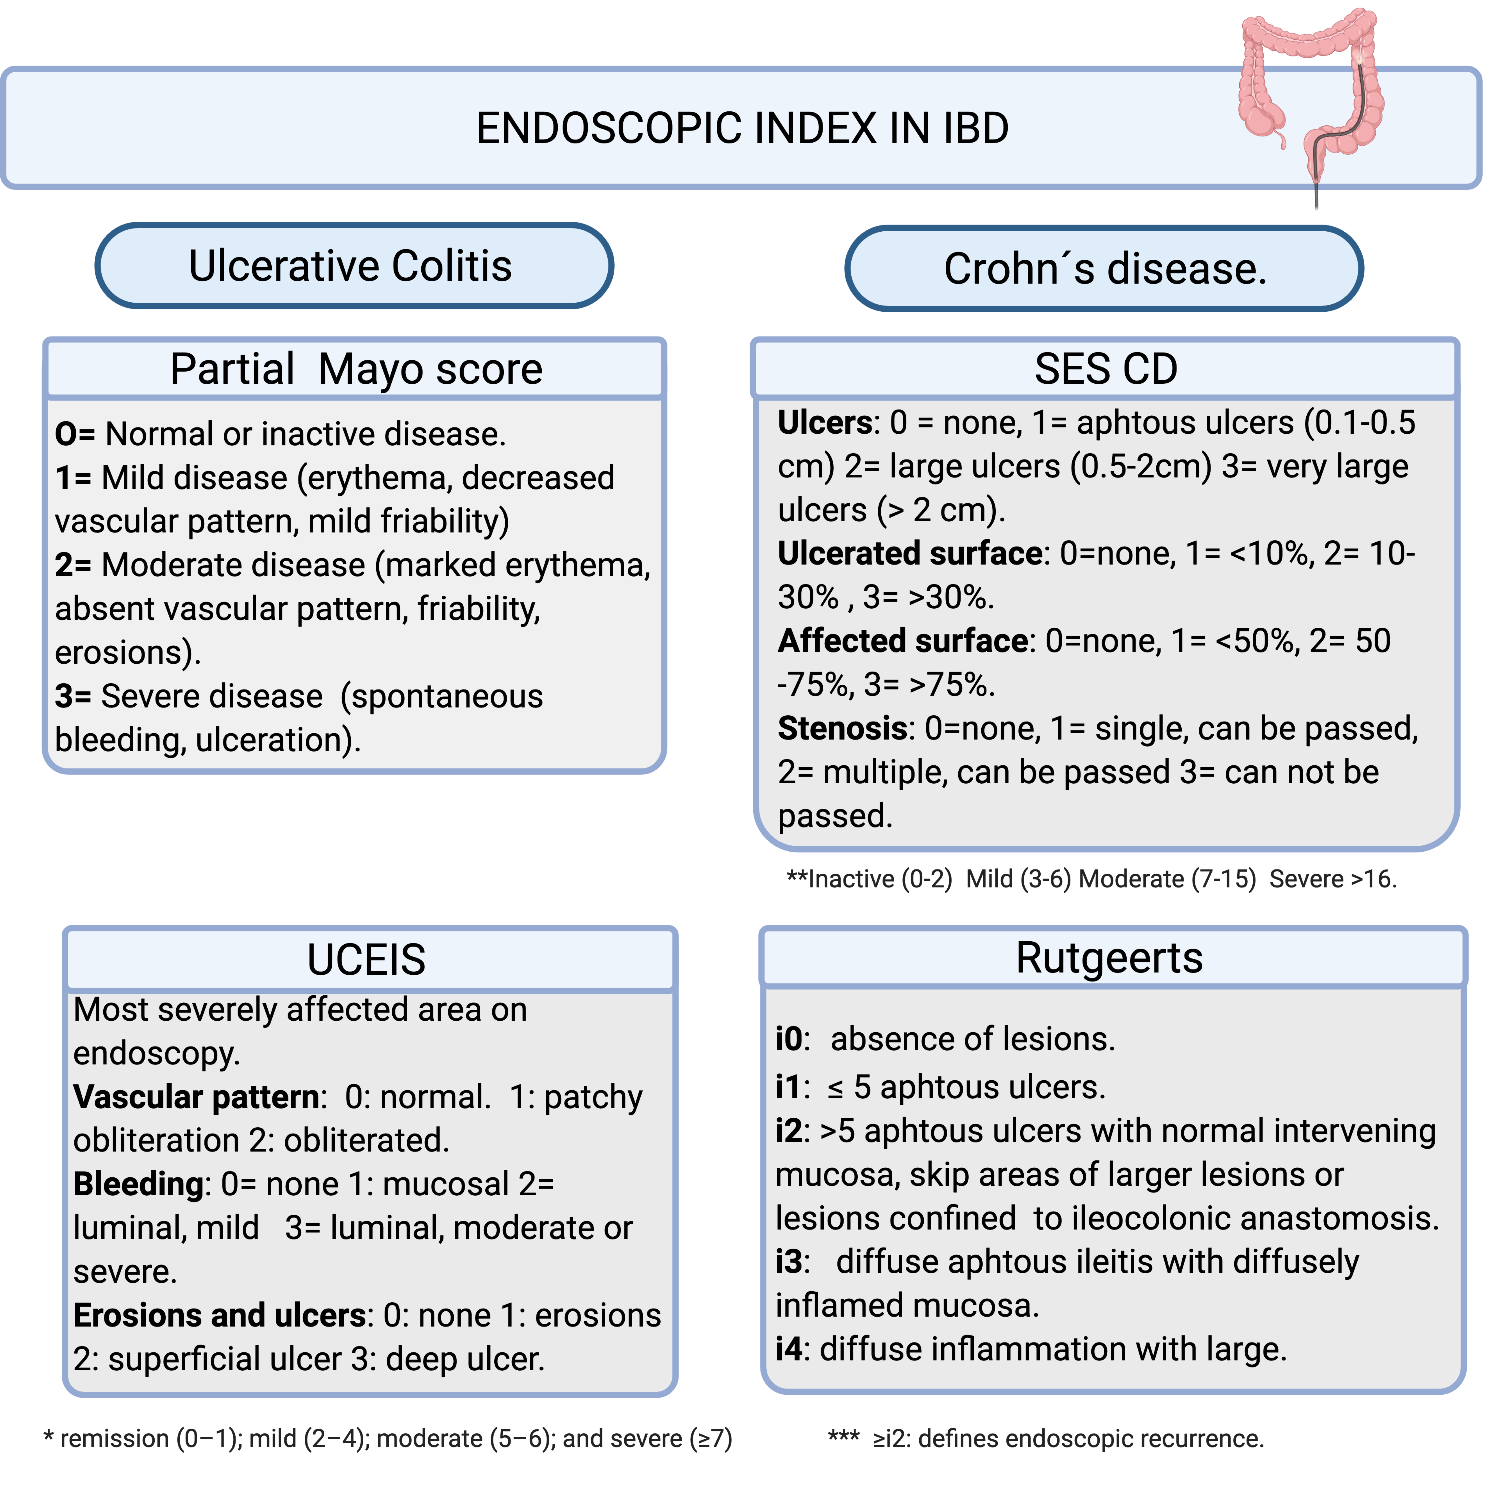 ENDOSCOPIC INDEX IN IBD
Ulcerative Colitis
Partial  Mayo score
O= Normal or inactive disease.
1= Mild disease (erythema, decreased
vascular pattern, mild friability)
2= Moderate disease (marked erythema,
absent vascular pattern, friability,
erosions).
3= Severe disease  (spontaneous
bleeding, ulceration).
UCEIS
Most severely affected area on
endoscopy.
Vascular pattern:  0: normal.  1: patchy
obliteration 2: obliterated.
Bleeding: 0= none 1: mucosal 2=
luminal, mild   3= luminal, moderate or
severe.
Erosions and ulcers: 0: none 1: erosions
2: superficial ulcer 3: deep ulcer.
* remission (0–1); mild (2–4); moderate (5–6); and severe (≥7)
Crohn´s disease.
SES CD
Ulcers: 0 = none, 1= aphtous ulcers (0.1-0.5
cm) 2= large ulcers (0.5-2cm) 3= very large
ulcers (> 2 cm).
Ulcerated surface: 0=none, 1= <10%, 2= 10-
30% , 3= >30%.
Affected surface: 0=none, 1= <50%, 2= 50
-75%, 3= >75%.
Stenosis: 0=none, 1= single, can be passed,
2= multiple, can be passed 3= can not be
passed.
**Inactive (0-2)  Mild (3-6) Moderate (7-15)  Severe >16.
Rutgeerts
i0:  absence of lesions.
i1:  ≤ 5 aphtous ulcers.
i2: >5 aphtous ulcers with normal intervening
mucosa, skip areas of larger lesions or
lesions confined  to ileocolonic anastomosis.
i3:   diffuse aphtous ileitis with diffusely
inflamed mucosa.
i4: diffuse inflammation with large.
***  ≥i2: defines endoscopic recurrence.